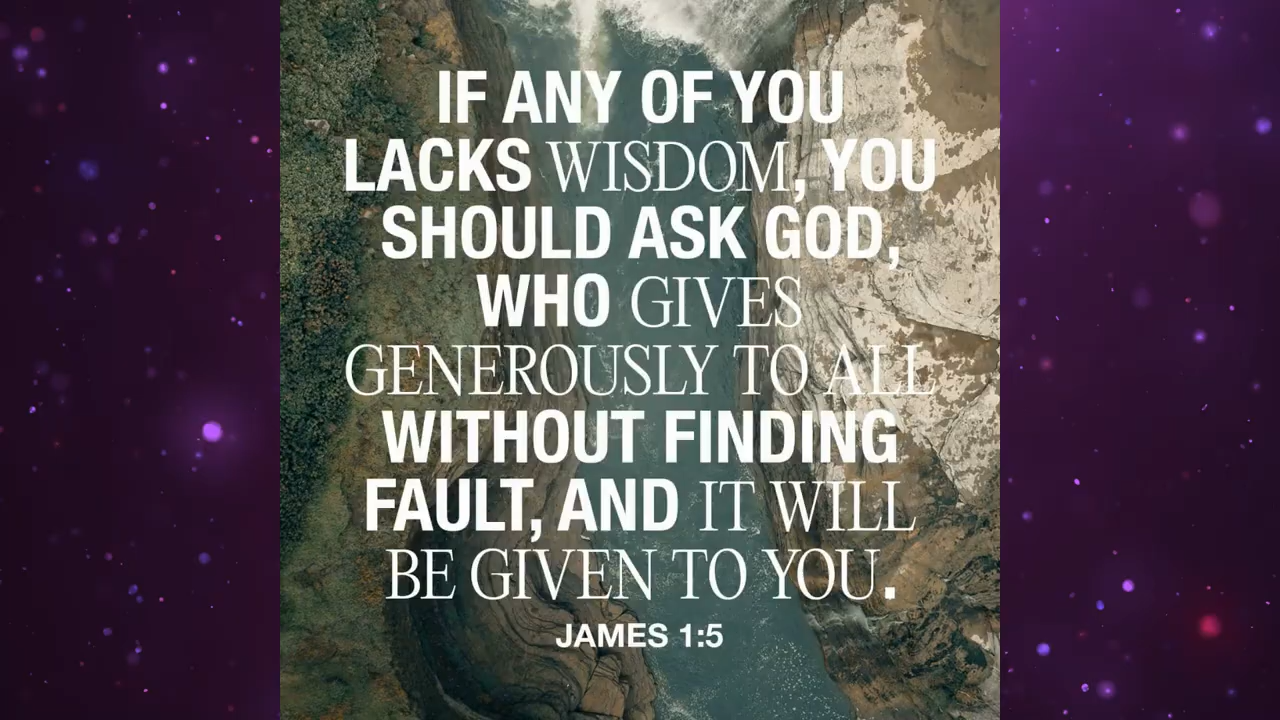 IF ANY OF YOU
LACKS WISDOM, YOU
SHOULD ASK GOD,
WHO GIVES
GENEROUSLY TO ALL
WITHOUT FINDING
FAULT, AND IT WILL
BE GIVEN TO YOU.
JAMES 1:5